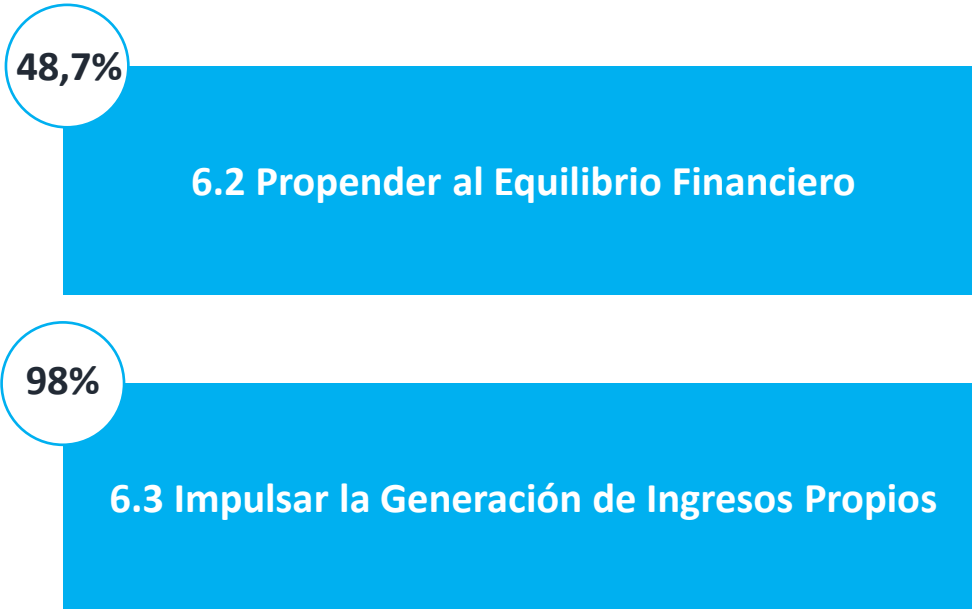 48,7%
6.2 Propender al Equilibrio Financiero
98%
6.3 Impulsar la Generación de Ingresos Propios